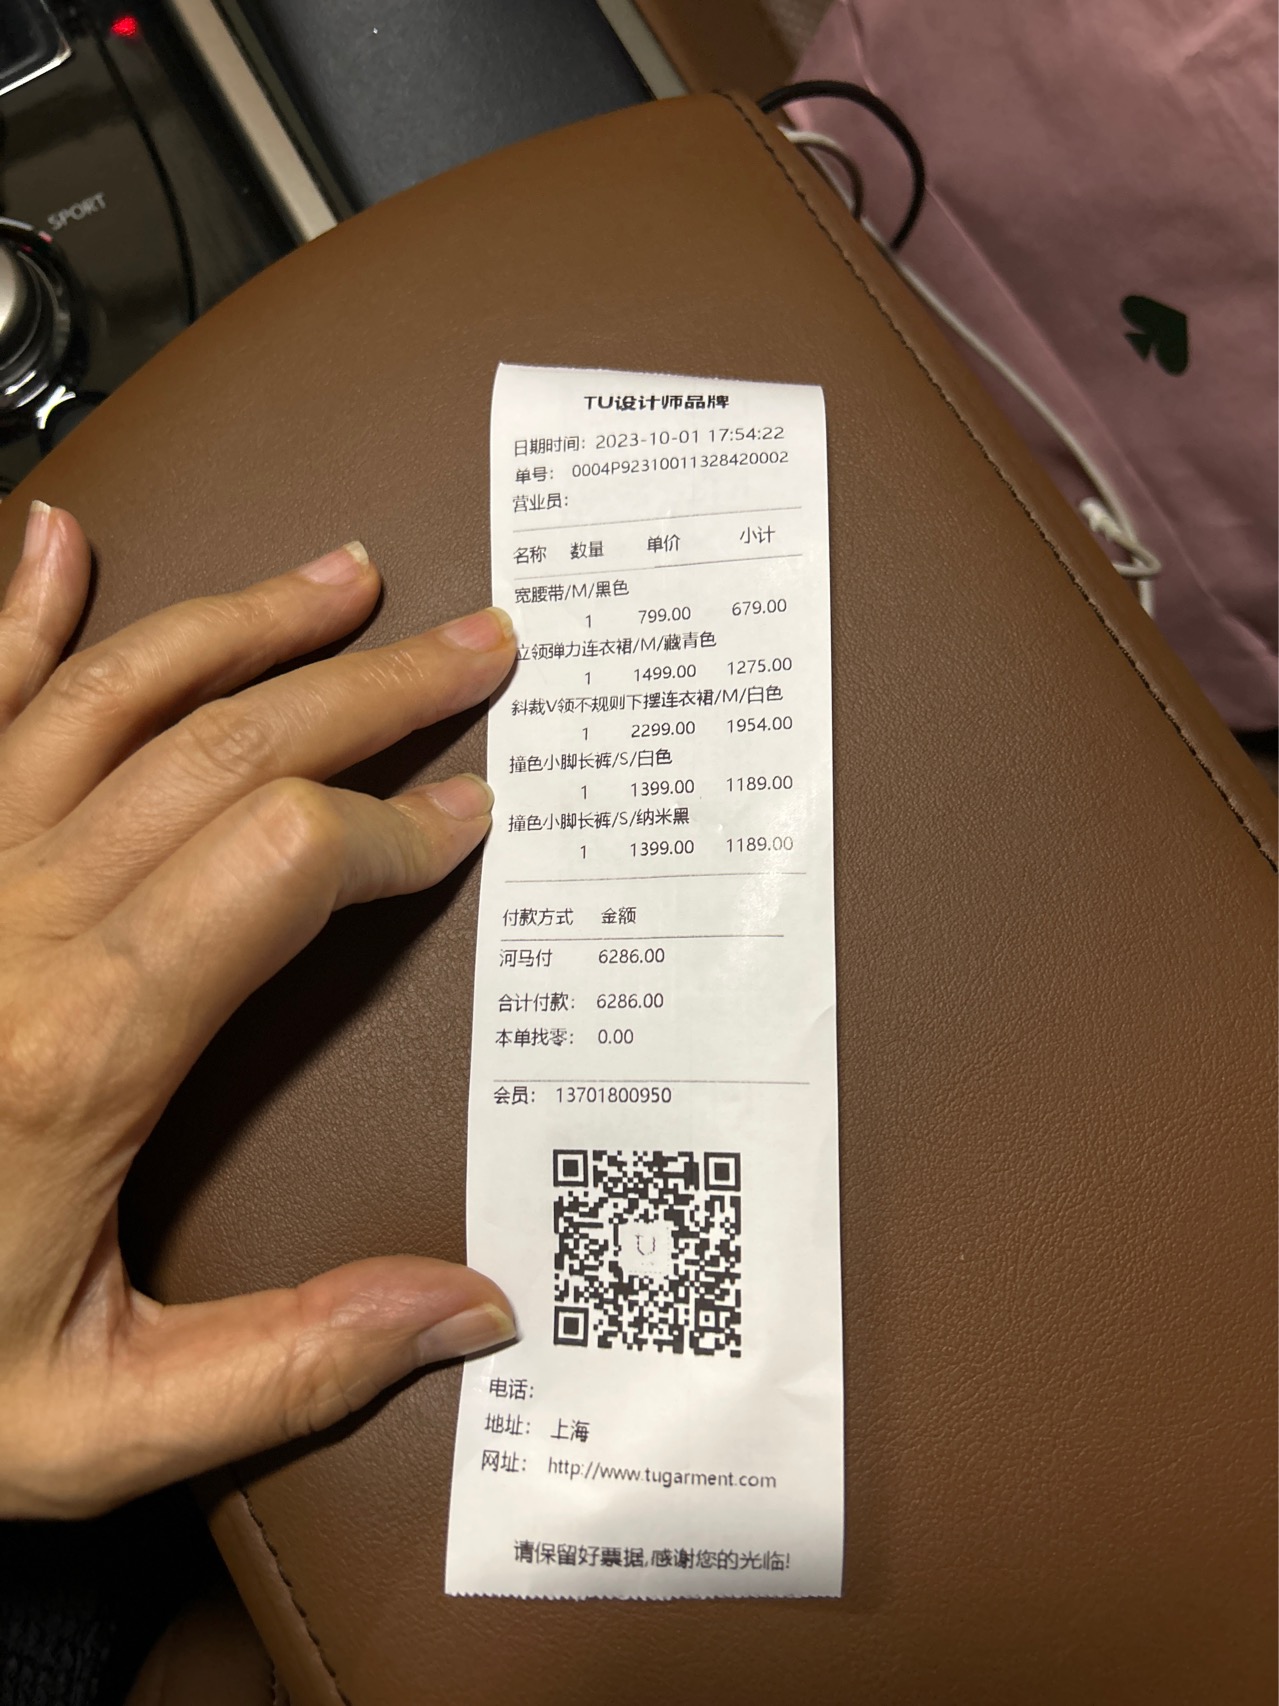 SPORT
TU设计师品牌
日期时间: 2023-10-01 17:54:22
单号: 0004P92310011328420002
营业员:
名称 数量 单价 小计
宽腰带/M/黑色
1 799.00 679.00
立领弹力连衣裙/M/藏青色
1 1499.00 1275.00
斜裁V领不规则下摆连衣裙/M/白色
1 2299.00 1954.00
撞色小脚长裤/S/白色
1 1399.00 1189.00
撞色小脚长裤/S/纳米黑
1 1399.00 1189.00
付款方式 金额
河马付 6286.00
合计付款: 6286.00
本单找零: 0.00
会员: 13701800950
U
电话:
地址: 上海
网址: http://www.tugarment.com
请保留好票据,感谢您的光临!